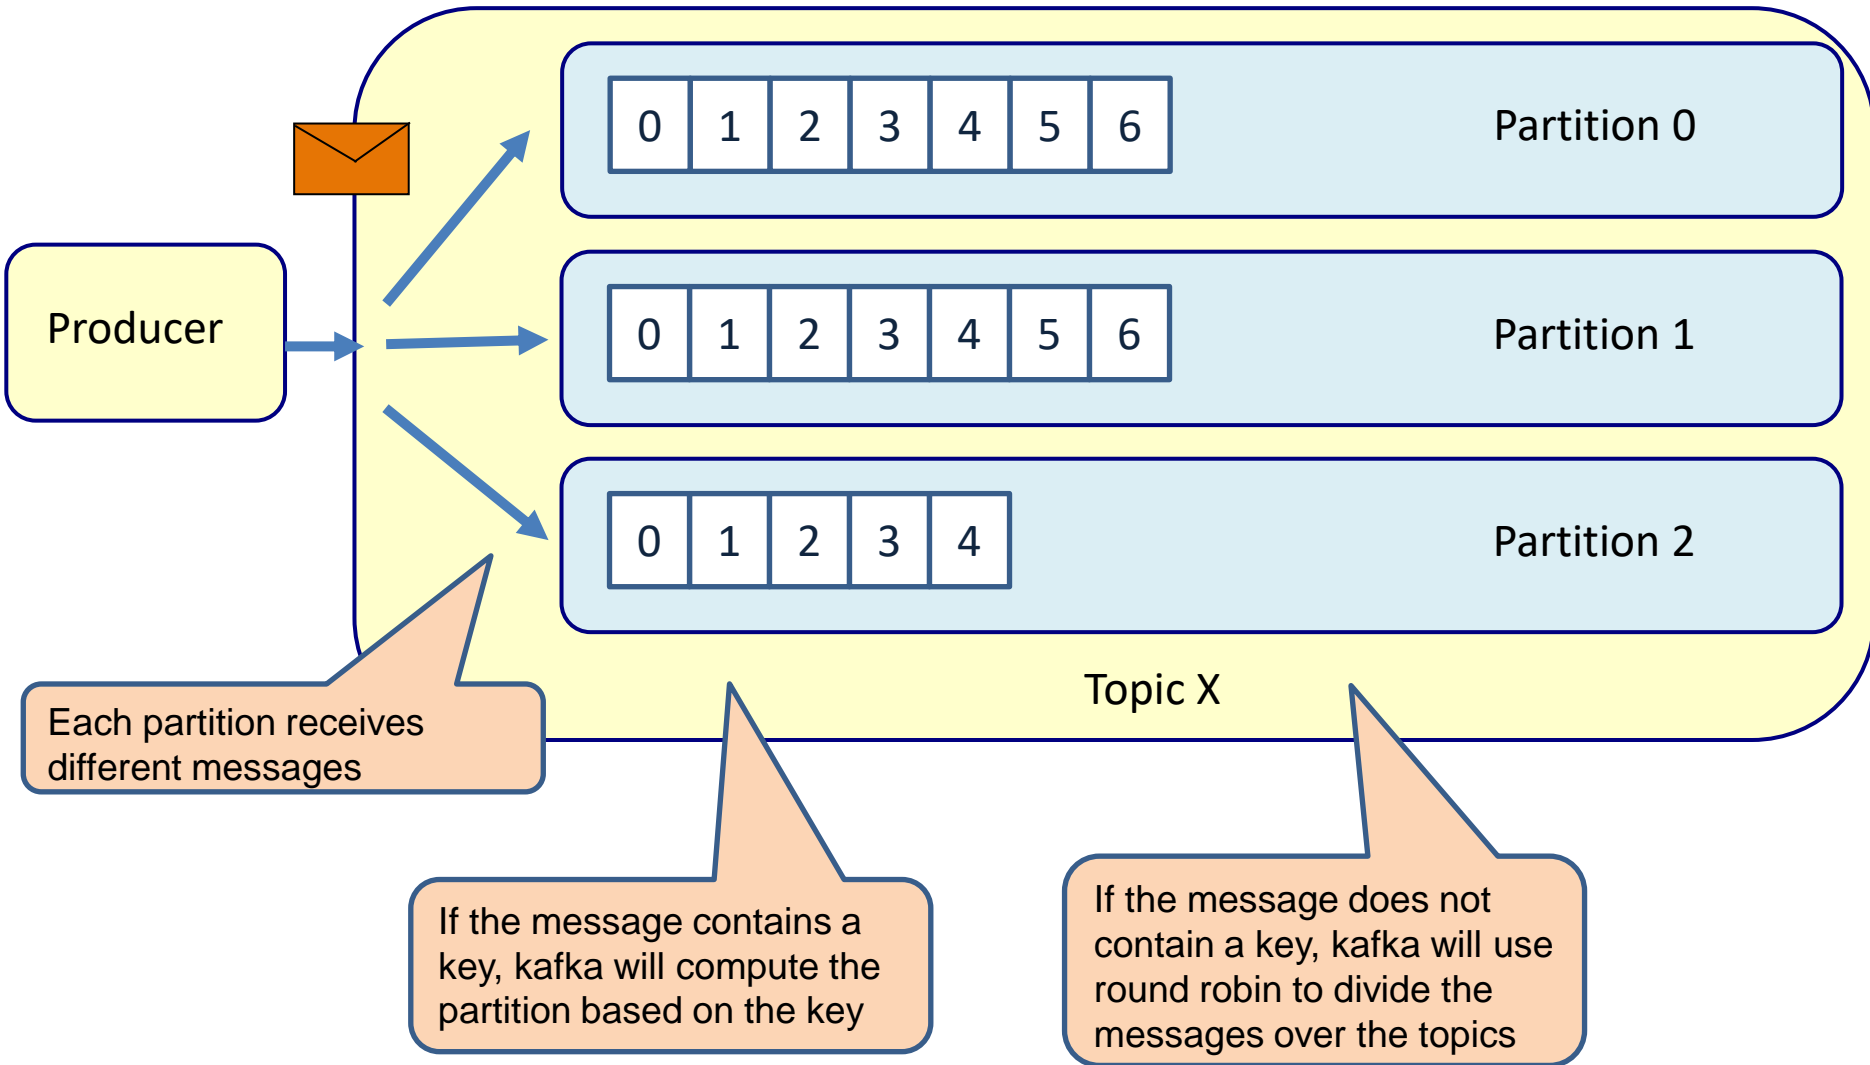 0 1 2 3 4 5 6 Partition 0
Producer
0 1 2 3 4 5 6 Partition 1
0 1 2 3 4 Partition 2
Topic X
Each partition receives
different messages
If the message contains a
key, kafka will compute the
partition based on the key
If the message does not
contain a key, kafka will use
round robin to divide the
messages over the topics